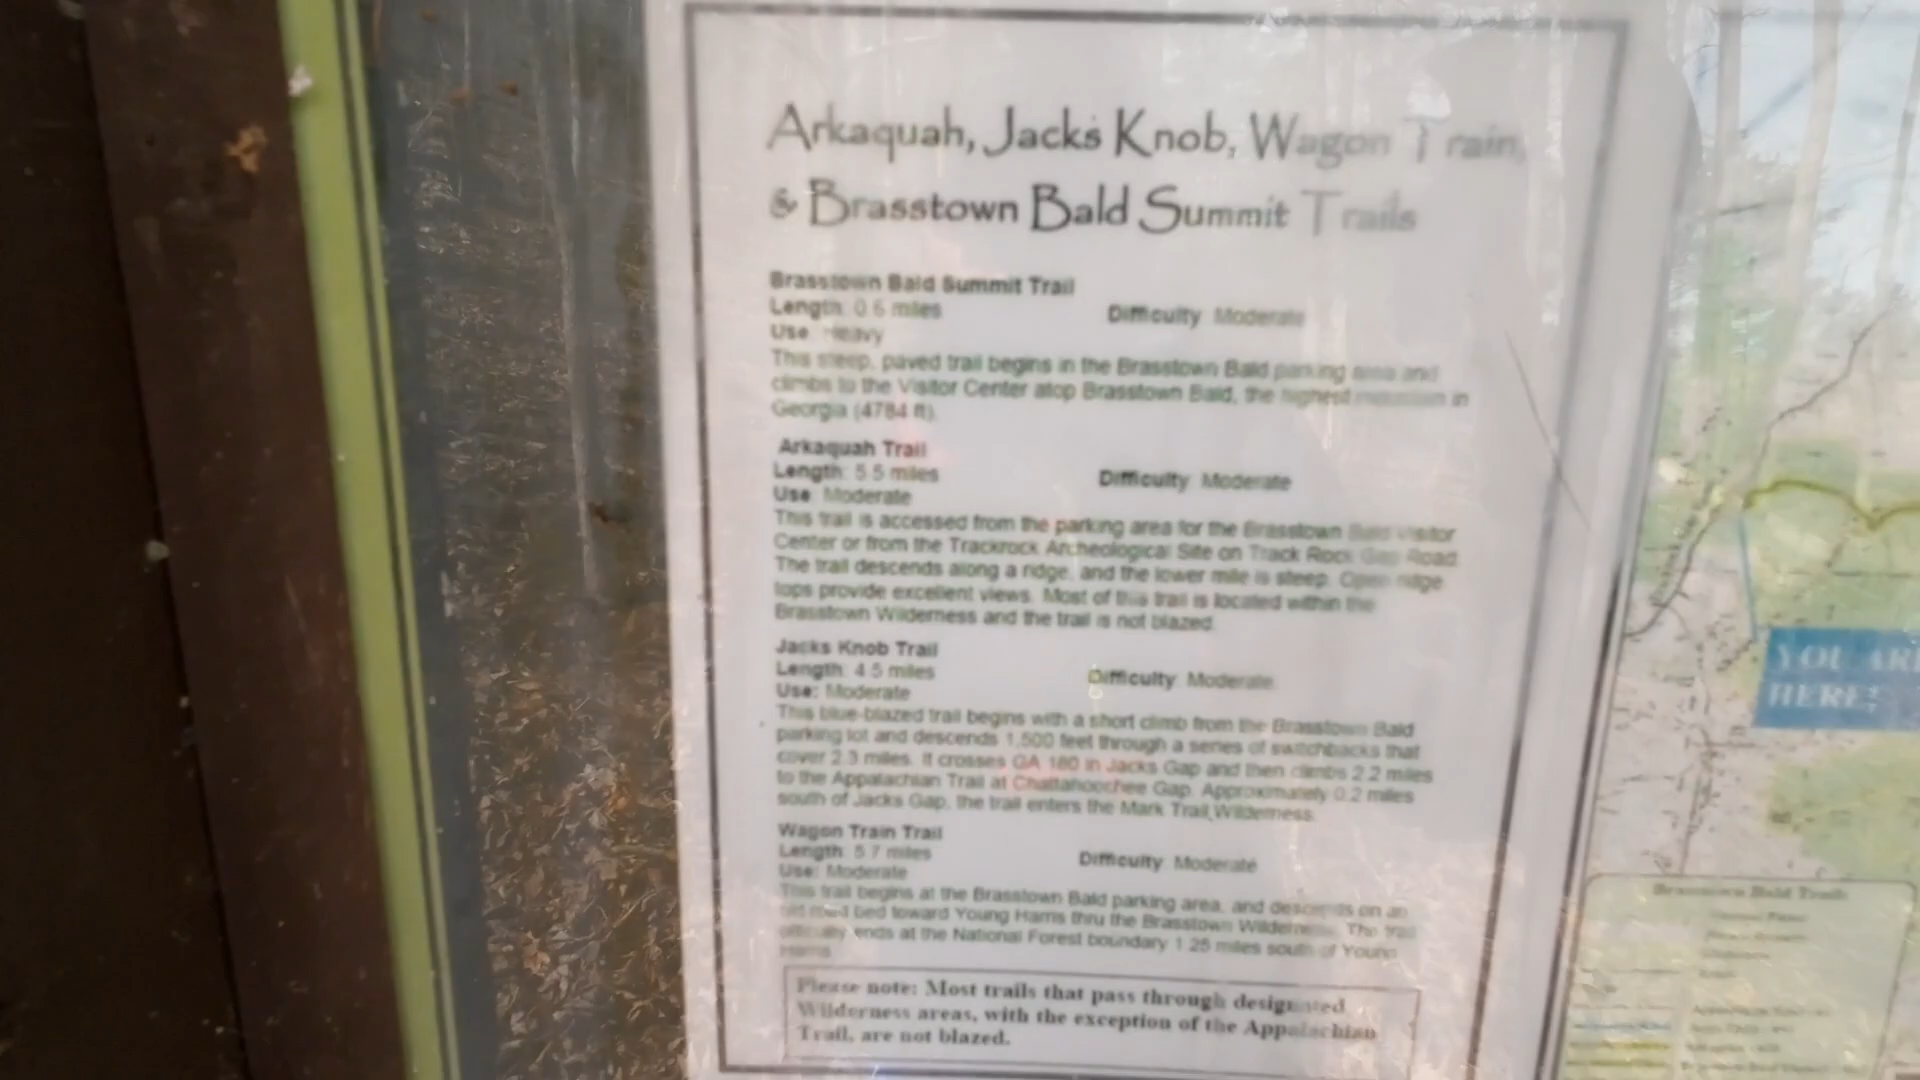 Arkaquah, Jacks Knob, Wagon Train,
& Brasstown Bald Summit Trails
Brasstown Bald Summit Trail
Length: 0.6 miles Difficulty: Moderate
Use: Heavy
This steep, paved trail begins in the Brasstown Bald parking area and
climbs to the Visitor Center atop Brasstown Bald, the highest mountain in
Georgia (4784 ft).
Arkaquah Trail
Length: 5.5 miles Difficulty: Moderate
Use: Moderate
This trail is accessed from the parking area for the Brasstown Bald Visitor
Center or from the Trackrock Archeological Site on Track Rock Gap Road.
The trail descends along a ridge, and the lower mile is steep. Open ridge
tops provide excellent views. Most of this trail is located within the
Brasstown Wilderness and the trail is not blazed.
Jacks Knob Trail
Length: 4.5 miles Difficulty: Moderate
Use: Moderate
This blue-blazed trail begins with a short climb from the Brasstown Bald
parking lot and descends 1,500 feet through a series of switchbacks that
cover 2.3 miles. It crosses GA 180 in Jacks Gap and then climbs 2.2 miles
to the Appalachian Trail at Chattahoochee Gap. Approximately 0.2 miles
south of Jacks Gap, the trail enters the Mark Trail Wilderness.
Wagon Train Trail
Length: 5.7 miles Difficulty: Moderate
Use: Moderate
This trail begins at the Brasstown Bald parking area, and descends on an
old road bed toward Young Harris thru the Brasstown Wilderness. The trail
officially ends at the National Forest boundary 1.25 miles south of Young
Harris.
Please note: Most trails that pass through designated
Wilderness areas, with the exception of the Appalachian
Trail, are not blazed.
YOU ARE
HERE!
Brasstown Bald Trails